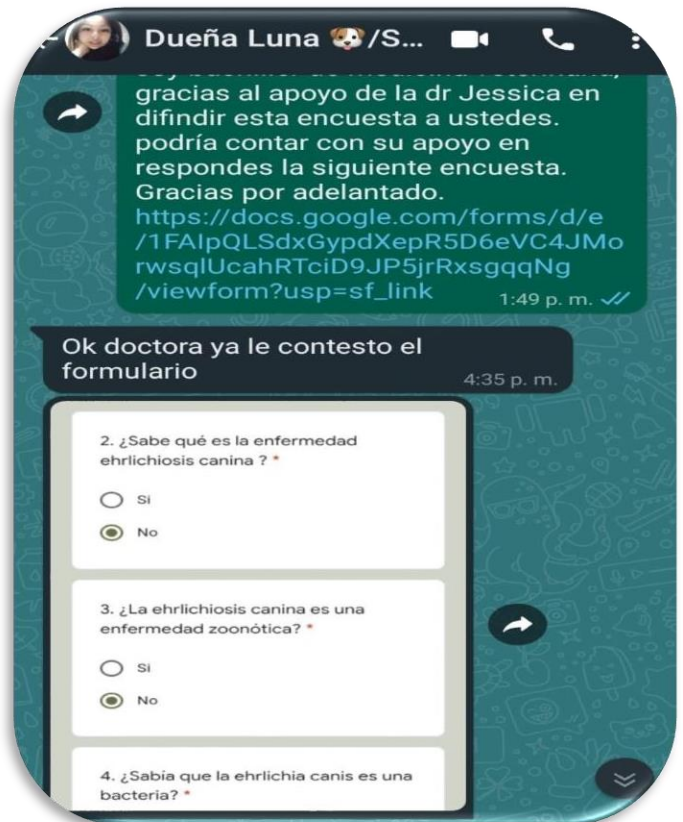 Dueña Luna 🐶/S...
gracias al apoyo de la dr Jessica en
difindir esta encuesta a ustedes.
podría contar con su apoyo en
respondes la siguiente encuesta.
Gracias por adelantado.
https://docs.google.com/forms/d/e
/1FAIpQLSdxGypdXepR5D6eVC4JMo
rwsqlUcahRTciD9JP5jrRxsgqqNg
/viewform?usp=sf_link
1:49 p. m.
Ok doctora ya le contesto el
formulario
4:35 p. m.
2. ¿Sabe qué es la enfermedad
ehrlichiosis canina ? *
Si
No
3. ¿La ehrlichiosis canina es una
enfermedad zoonótica? *
Si
No
4. ¿Sabía que la ehrlichia canis es una
bacteria? *